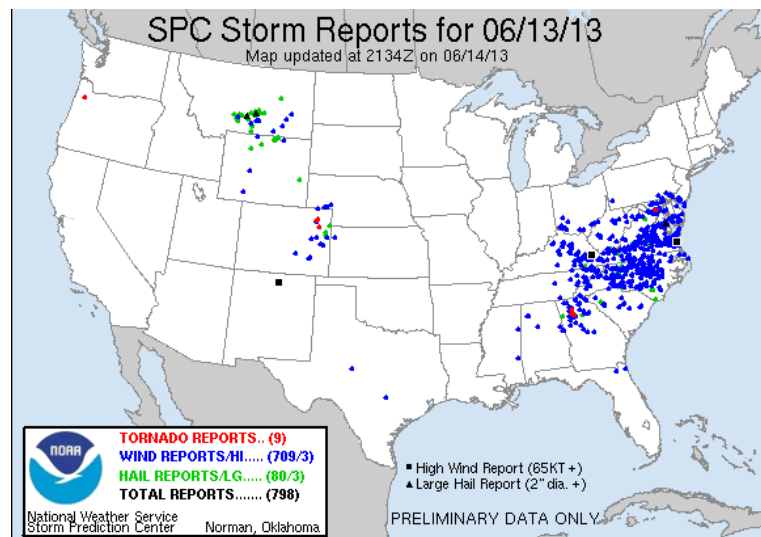 SPC Storm Reports for 06/13/13
Map updated at 2134Z on 06/14/13
TORNADO REPORTS.. (9)
WIND REPORTS/HI..... (709/3)
HAIL REPORTS/LG..... (80/3)
TOTAL REPORTS....... (798)
NOAA
National Weather Service
Storm Prediction Center Norman, Oklahoma
High Wind Report (65KT +)
Large Hail Report (2" dia. +)
PRELIMINARY DATA ONLY